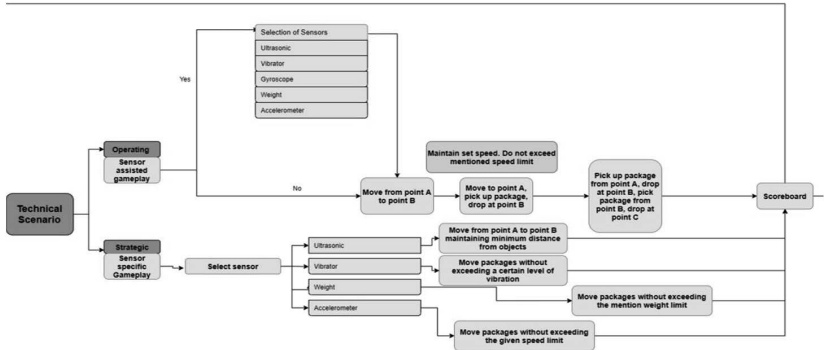 Selection of Sensors
Ultrasonic
Vibrator
Gyroscope
Weight
Accelerometer
Yes
Operating
Sensor
assisted
gameplay
No
Maintain set speed. Do not exceed
mentioned speed limit
Move from point A
to point B
Move to point A,
pick up package,
drop at point B
Pick up package
from point A, drop
at point B, pick
package from
point B, drop at
point C
Scoreboard
Technical
Scenario
Strategic
Sensor
specific
Gameplay
Select sensor
Ultrasonic
Vibrator
Weight
Accelerometer
Move from point A to point B
maintaining minimum distance
from objects
Move packages without
exceeding a certain level of
vibration
Move packages without exceeding
the mention weight limit
Move packages without exceeding
the given speed limit